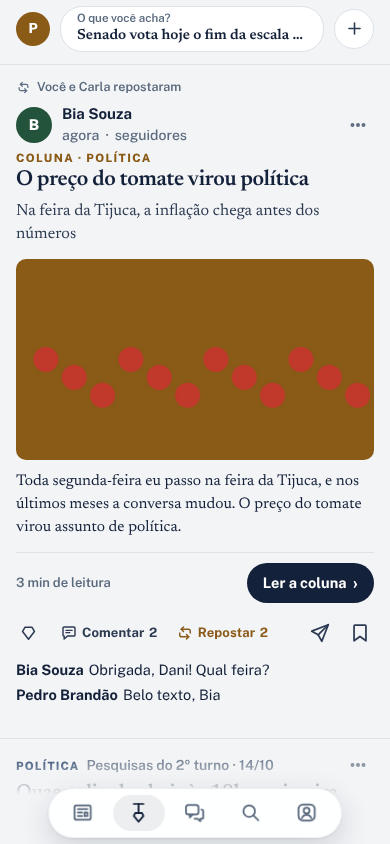 P
O que você acha?
Senado vota hoje o fim da escala ...
Você e Carla repostaram
B
Bia Souza
agora · seguidores
COLUNA · POLÍTICA
O preço do tomate virou política
Na feira da Tijuca, a inflação chega antes dos
números
Toda segunda-feira eu passo na feira da Tijuca, e nos
últimos meses a conversa mudou. O preço do tomate
virou assunto de política.
3 min de leitura
Ler a coluna ›
Comentar 2
Repostar 2
Bia Souza Obrigada, Dani! Qual feira?
Pedro Brandão Belo texto, Bia
POLÍTICA Pesquisas do 2º turno · 14/10